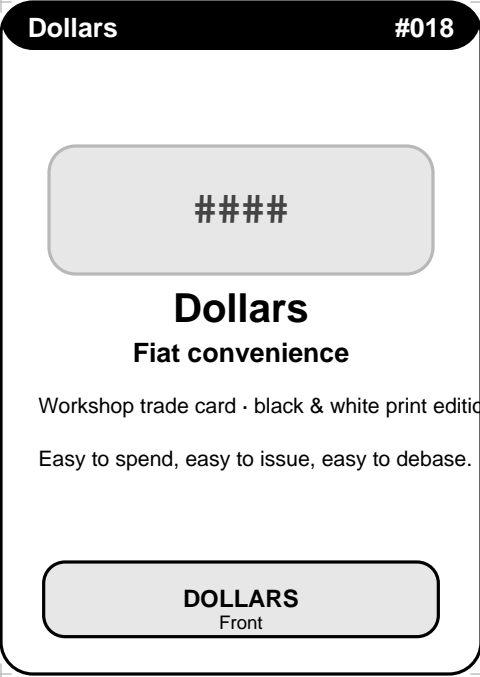 Dollars #018
####
Dollars
Fiat convenience
Workshop trade card · black & white print
Easy to spend, easy to issue, easy to debase.
DOLLARS
Front